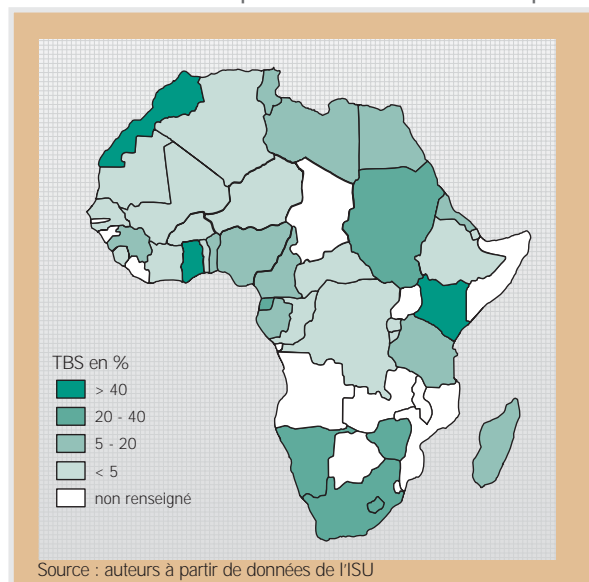 TBS en %
> 40
20 - 40
5 - 20
< 5
non renseigné
Source : auteurs à partir de données de l'ISU